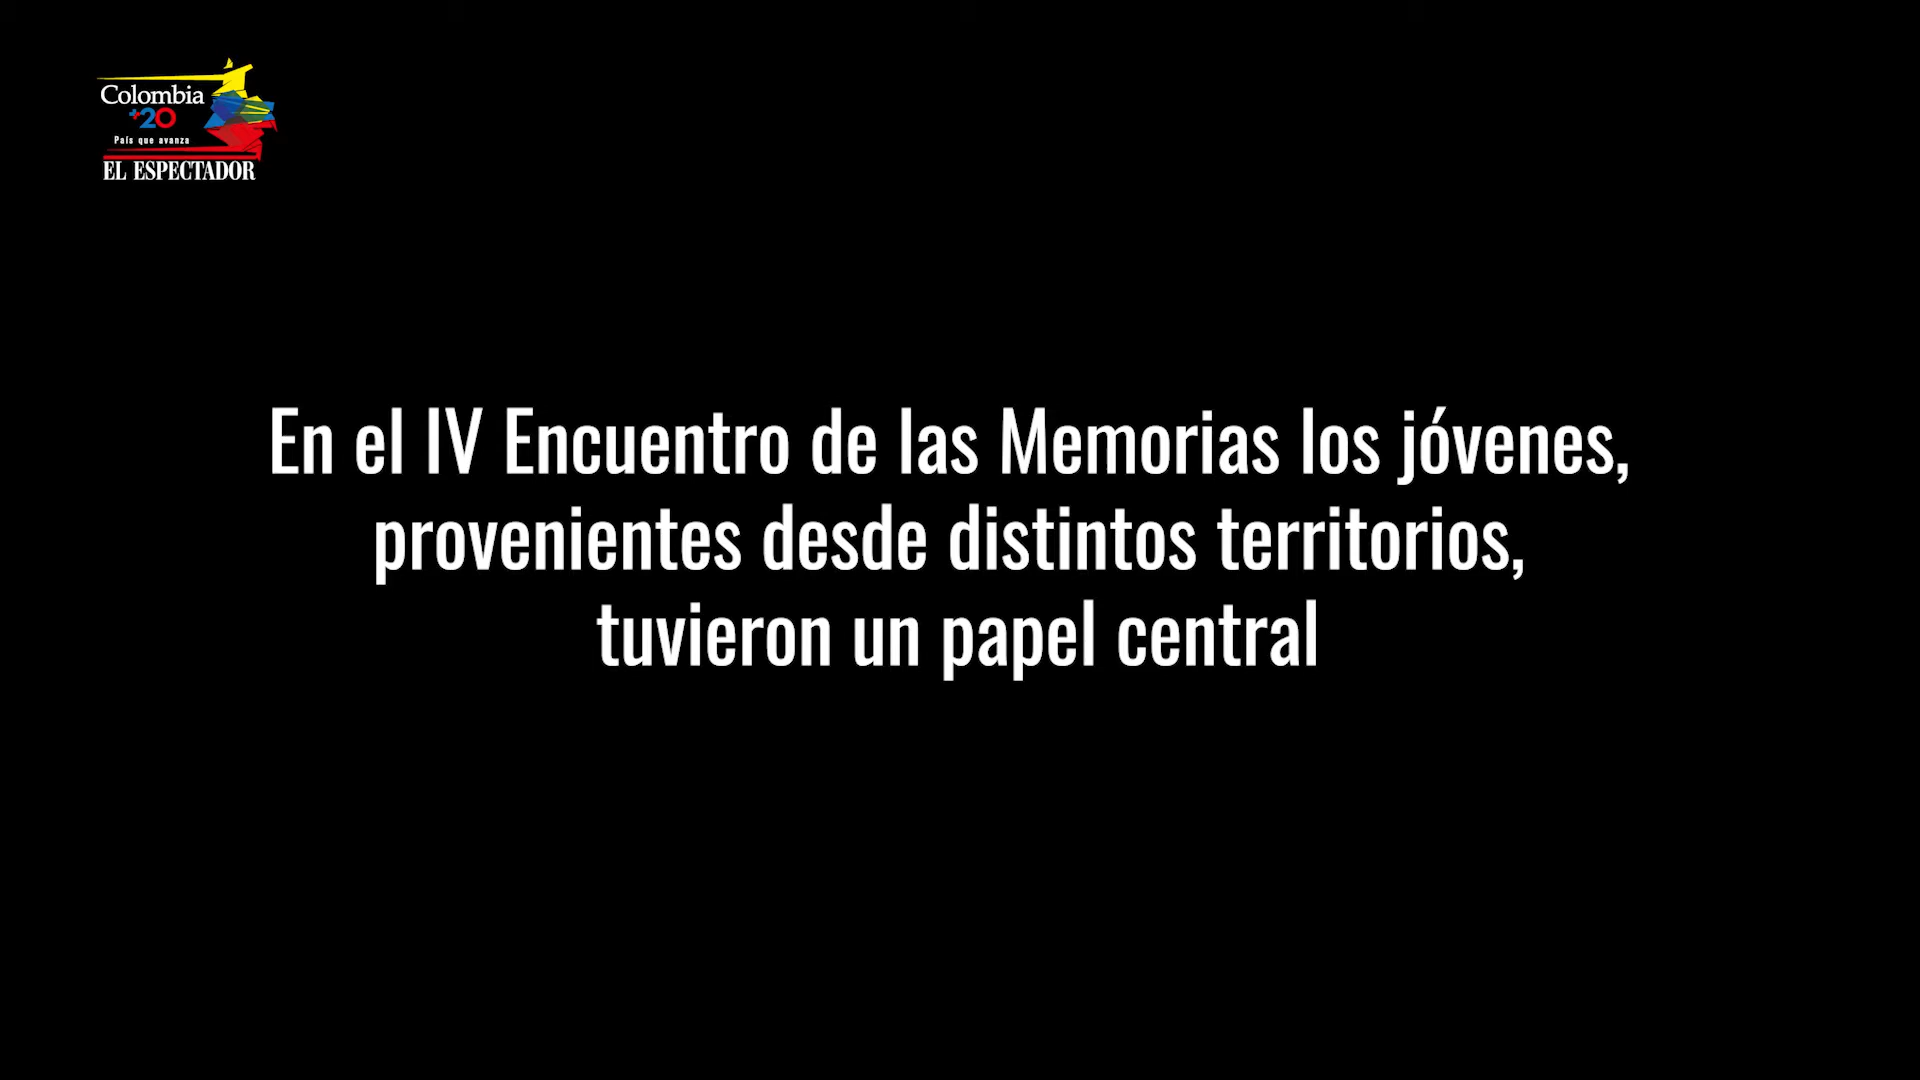 Colombia
+20
País que avanza
EL ESPECTADOR
En el IV Encuentro de las Memorias los jóvenes,
provenientes desde distintos territorios,
tuvieron un papel central